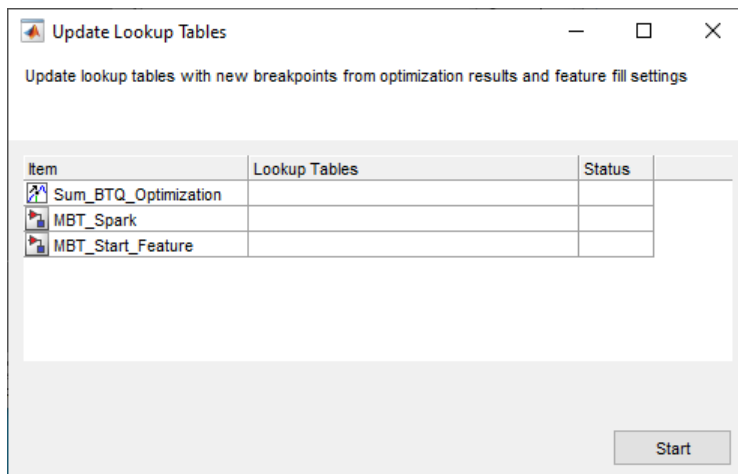 Update Lookup Tables
Update lookup tables with new breakpoints from optimization results and feature fill settings
Item Lookup Tables Status
Sum_BTQ_Optimization
MBT_Spark
MBT_Start_Feature
Start